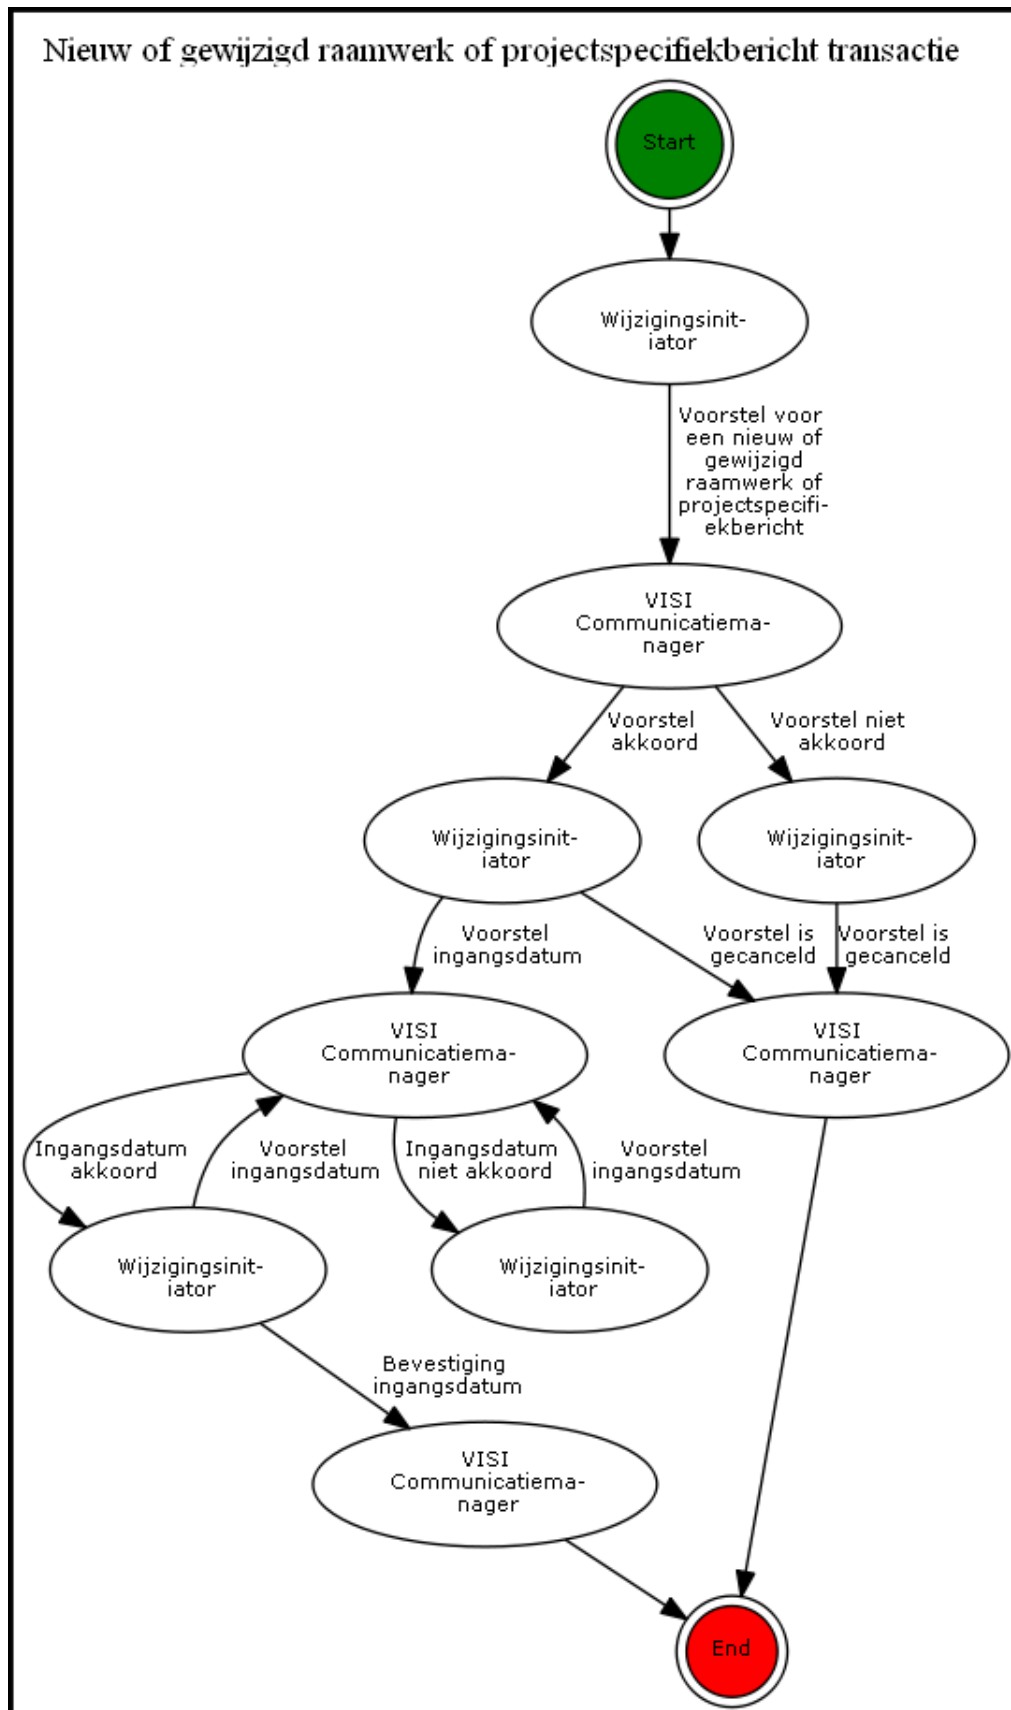 Nieuw of gewijzigd raamwerk of projectspecifiekbericht transactie
Start
Wijzigingsinit-
iator
Voorstel voor
een nieuw of
gewijzigd
raamwerk of
projectspecifi-
ekbericht
VISI
Communicatiema-
nager
Voorstel
akkoord
Voorstel niet
akkoord
Wijzigingsinit-
iator
Wijzigingsinit-
iator
Voorstel
ingangsdatum
Voorstel is
gecanceld
Voorstel is
gecanceld
VISI
Communicatiema-
nager
VISI
Communicatiema-
nager
Ingangsdatum
akkoord
Voorstel
ingangsdatum
Ingangsdatum
niet akkoord
Voorstel
ingangsdatum
Wijzigingsinit-
iator
Wijzigingsinit-
iator
Bevestiging
ingangsdatum
VISI
Communicatiema-
nager
End